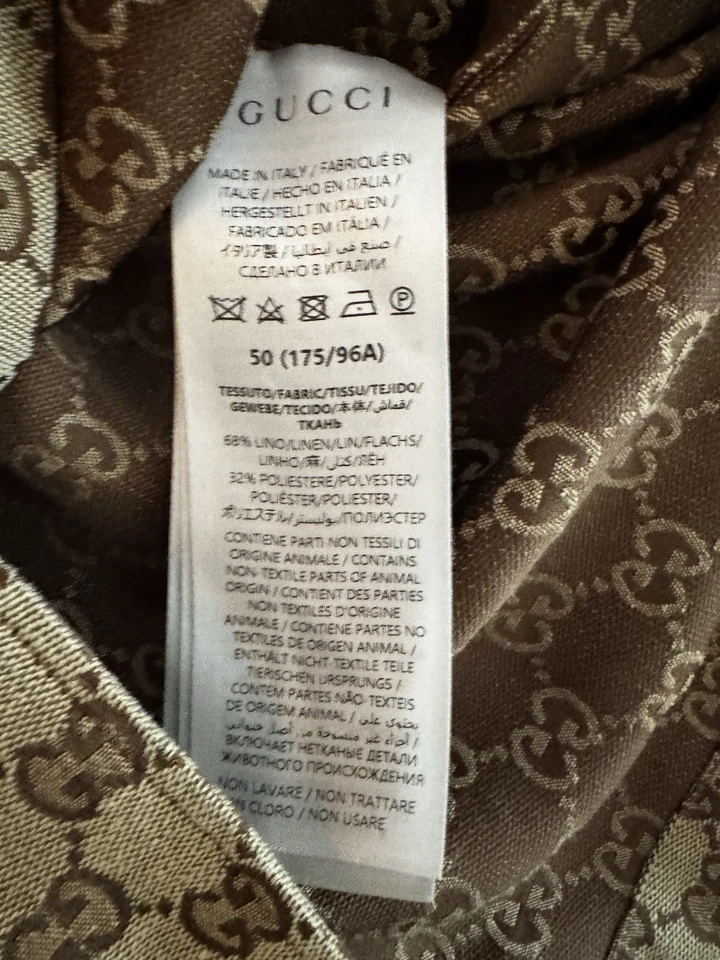 GUCCI
MADE IN ITALY / FABRIQUÉ EN
ITALIE / HECHO EN ITALIA /
HERGESTELLT IN ITALIEN /
FABRICADO EM ITÁLIA /
イタリア製 / صنع في إيطاليا /
СДЕЛАНО В ИТАЛИИ
P
50 (175/96A)
TESSUTO/FABRIC/TISSU/TEJIDO/
GEWEBE/TECIDO/本体/قماش/
ТКАНЬ
68% LINO/LINEN/LIN/FLACHS/
LINHO/麻/كتان/ЛЁН
32% POLIESTERE/POLYESTER/
POLIÉSTER/POLIESTER/
ポリエステル/بوليستر/ПОЛИЭСТЕР
CONTIENE PARTI NON TESSILI DI
ORIGINE ANIMALE / CONTAINS
NON-TEXTILE PARTS OF ANIMAL
ORIGIN / CONTIENT DES PARTIES
NON TEXTILES D'ORIGINE
ANIMALE / CONTIENE PARTES NO
TEXTILES DE ORIGEN ANIMAL /
ENTHÄLT NICHT-TEXTILE TEILE
TIERISCHEN URSPRUNGS /
CONTÉM PARTES NÃO-TEXTEIS
DE ORIGEM ANIMAL / يحتوي على
أجزاء غير منسوجة من أصل حيواني /
ВКЛЮЧАЕТ НЕТКАНЫЕ ДЕТАЛИ
ЖИВОТНОГО ПРОИСХОЖДЕНИЯ
NON LAVARE / NON TRATTARE
CLORO / NON USARE